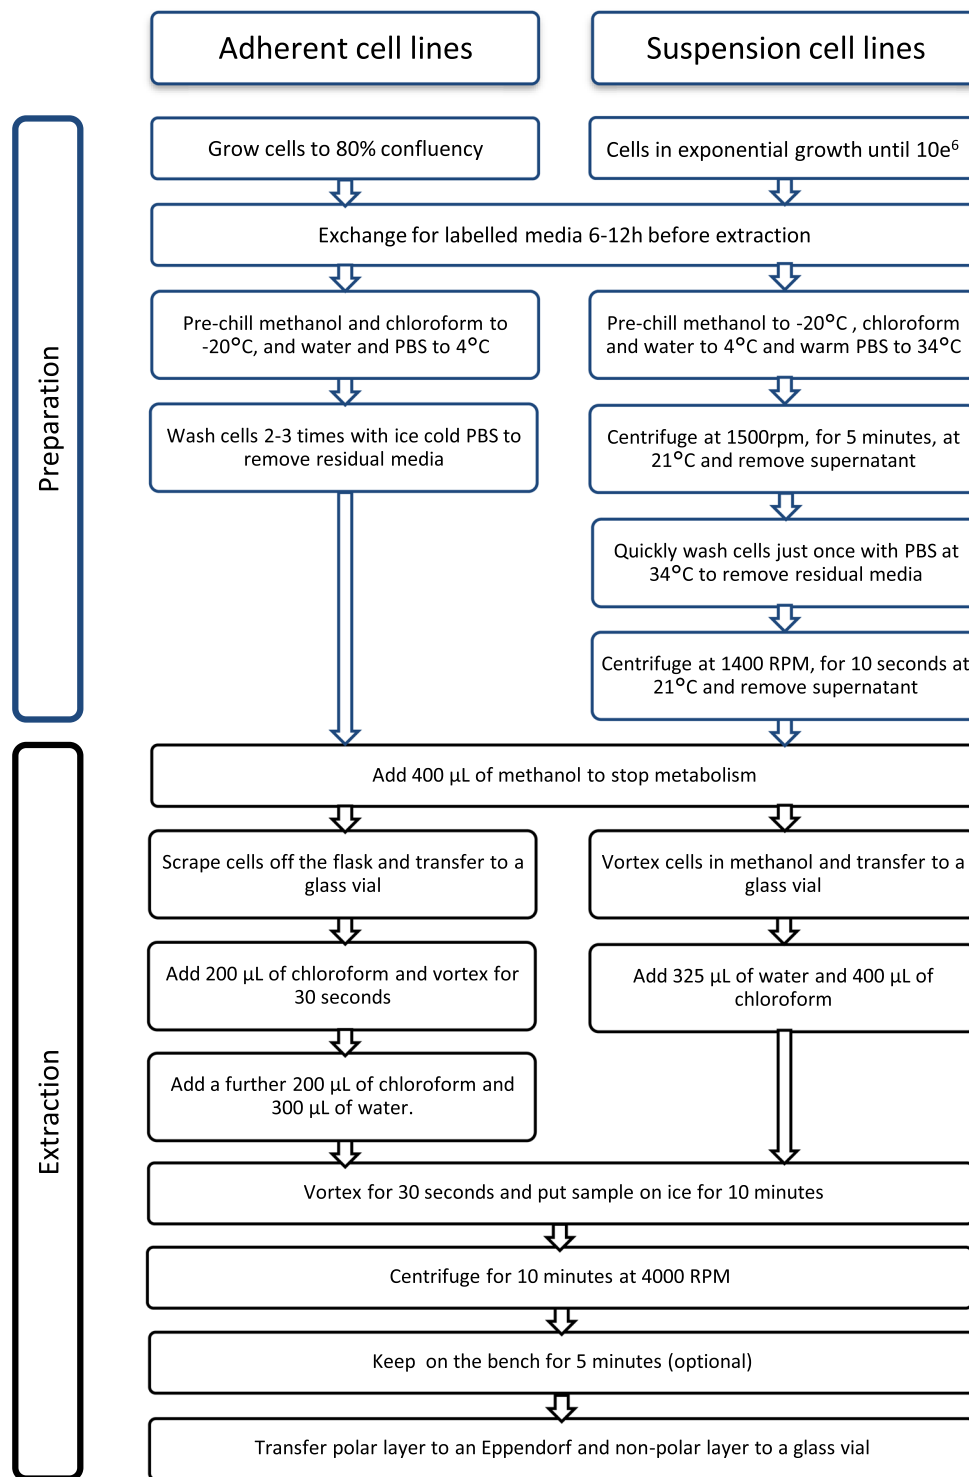 Adherent cell lines
Suspension cell lines
Preparation
Grow cells to 80% confluency
Cells in exponential growth until 10e⁶
Exchange for labelled media 6-12h before extraction
Pre-chill methanol and chloroform to
-20°C, and water and PBS to 4°C
Pre-chill methanol to -20°C , chloroform
and water to 4°C and warm PBS to 34°C
Wash cells 2-3 times with ice cold PBS to
remove residual media
Centrifuge at 1500rpm, for 5 minutes, at
21°C and remove supernatant
Quickly wash cells just once with PBS at
34°C to remove residual media
Centrifuge at 1400 RPM, for 10 seconds at
21°C and remove supernatant
Extraction
Add 400 µL of methanol to stop metabolism
Scrape cells off the flask and transfer to a
glass vial
Vortex cells in methanol and transfer to a
glass vial
Add 200 µL of chloroform and vortex for
30 seconds
Add 325 µL of water and 400 µL of
chloroform
Add a further 200 µL of chloroform and
300 µL of water.
Vortex for 30 seconds and put sample on ice for 10 minutes
Centrifuge for 10 minutes at 4000 RPM
Keep on the bench for 5 minutes (optional)
Transfer polar layer to an Eppendorf and non-polar layer to a glass vial